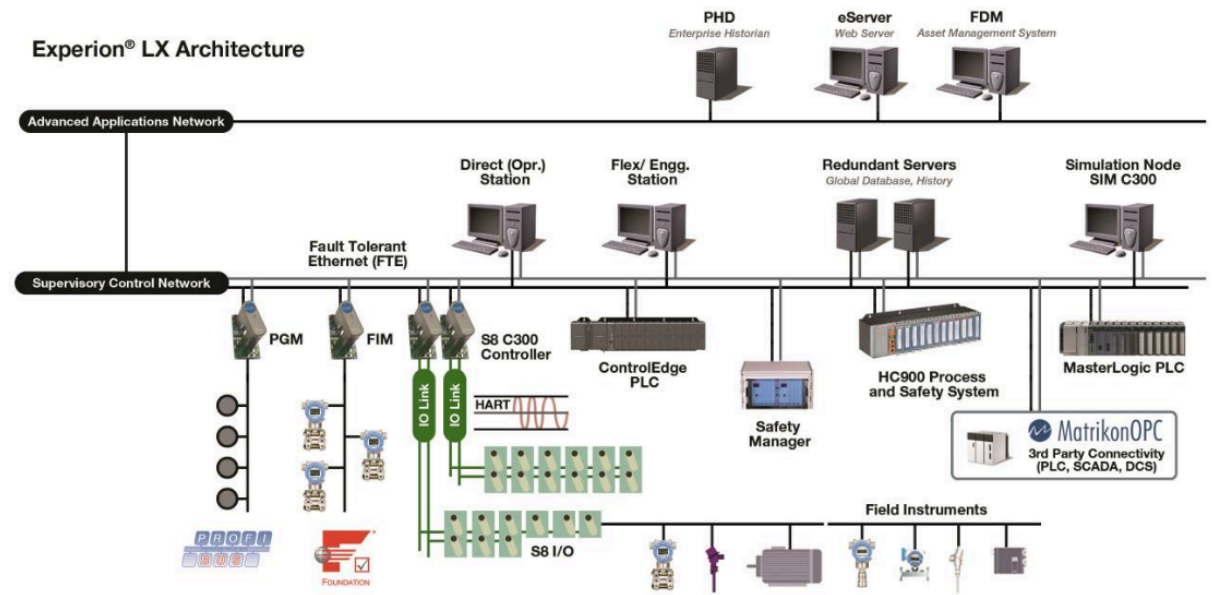 Experion® LX Architecture
PHD
Enterprise Historian
eServer
Web Server
FDM
Asset Management System
Advanced Applications Network
Direct (Opr.)
Station
Flex/ Engg.
Station
Redundant Servers
Global Database, History
Simulation Node
SIM C300
Fault Tolerant
Ethernet (FTE)
Supervisory Control Network
PGM
FIM
S8 C300
Controller
ControlEdge
PLC
Safety
Manager
HC900 Process
and Safety System
MasterLogic PLC
IO Link
IO Link
HART
MatrikonOPC
3rd Party Connectivity
(PLC, SCADA, DCS)
Field Instruments
S8 I/O
PROFI
BUS
FOUNDATION